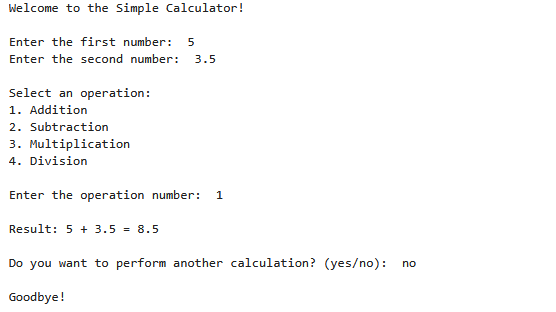 Welcome to the Simple Calculator!
Enter the first number:  5
Enter the second number:  3.5
Select an operation:
1. Addition
2. Subtraction
3. Multiplication
4. Division
Enter the operation number:  1
Result: 5 + 3.5 = 8.5
Do you want to perform another calculation? (yes/no):  no
Goodbye!